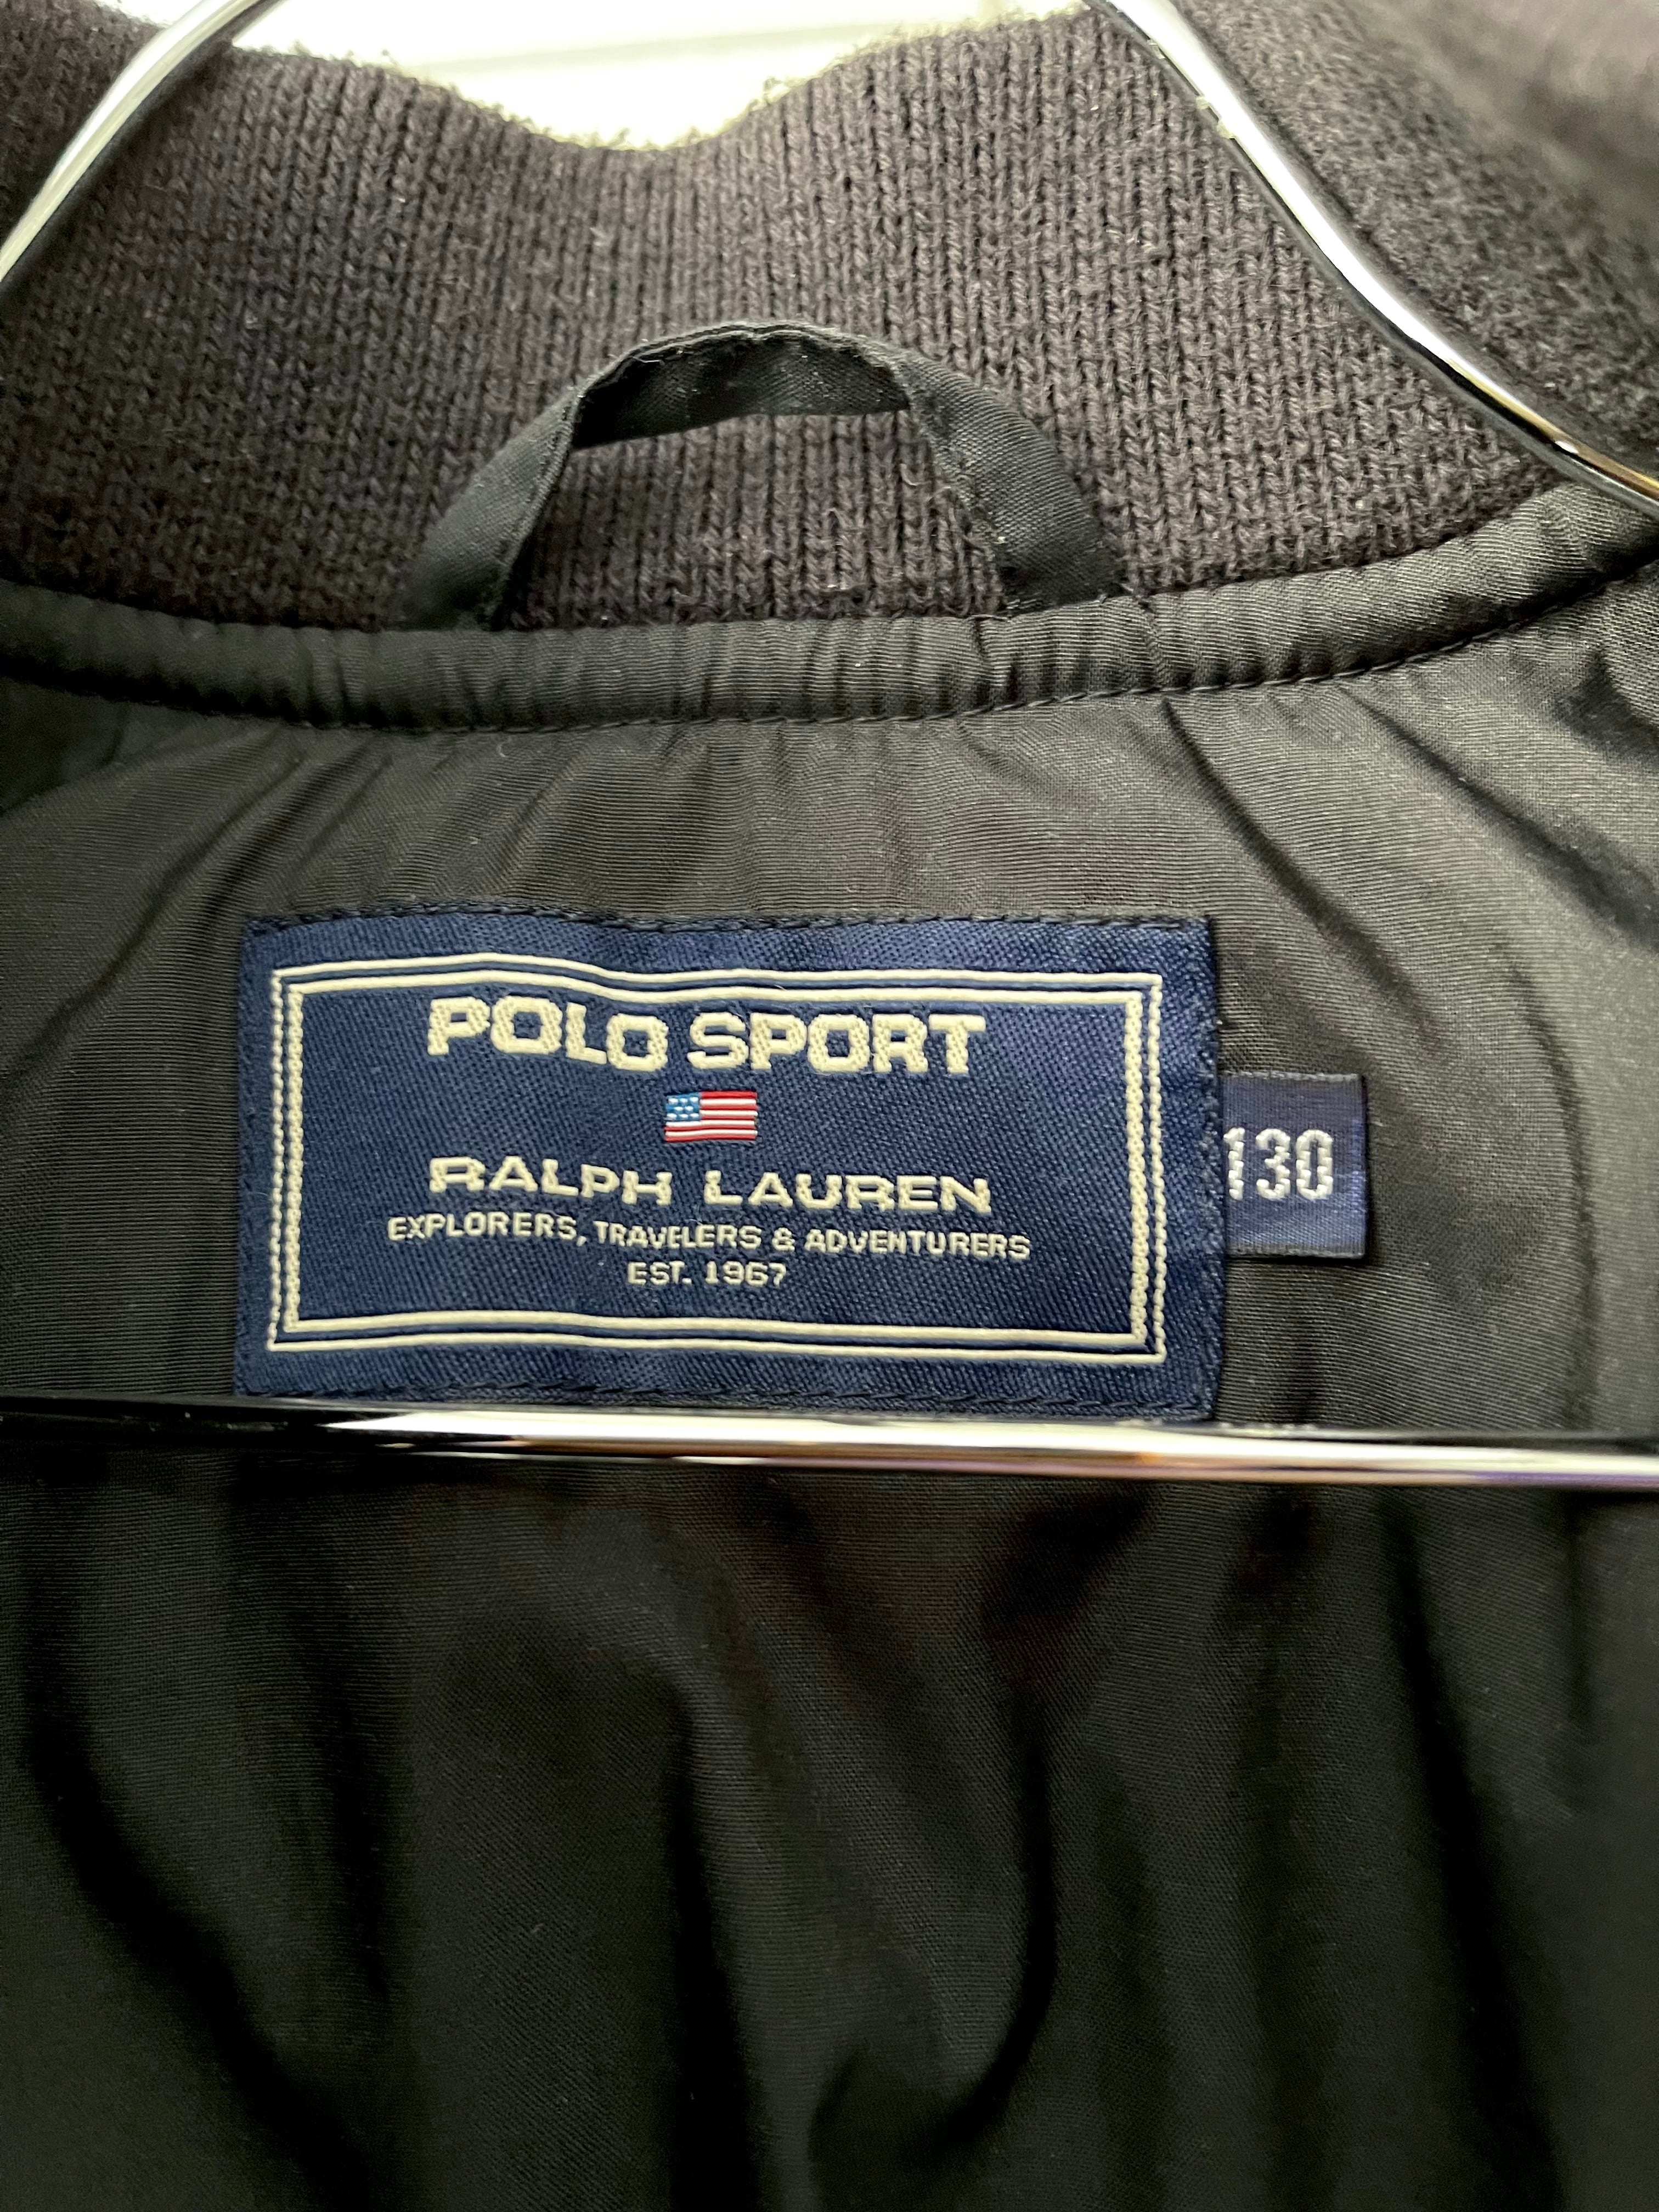 POLO SPORT
RALPH LAUREN
EXPLORERS, TRAVELERS & ADVENTURERS
EST. 1967
130